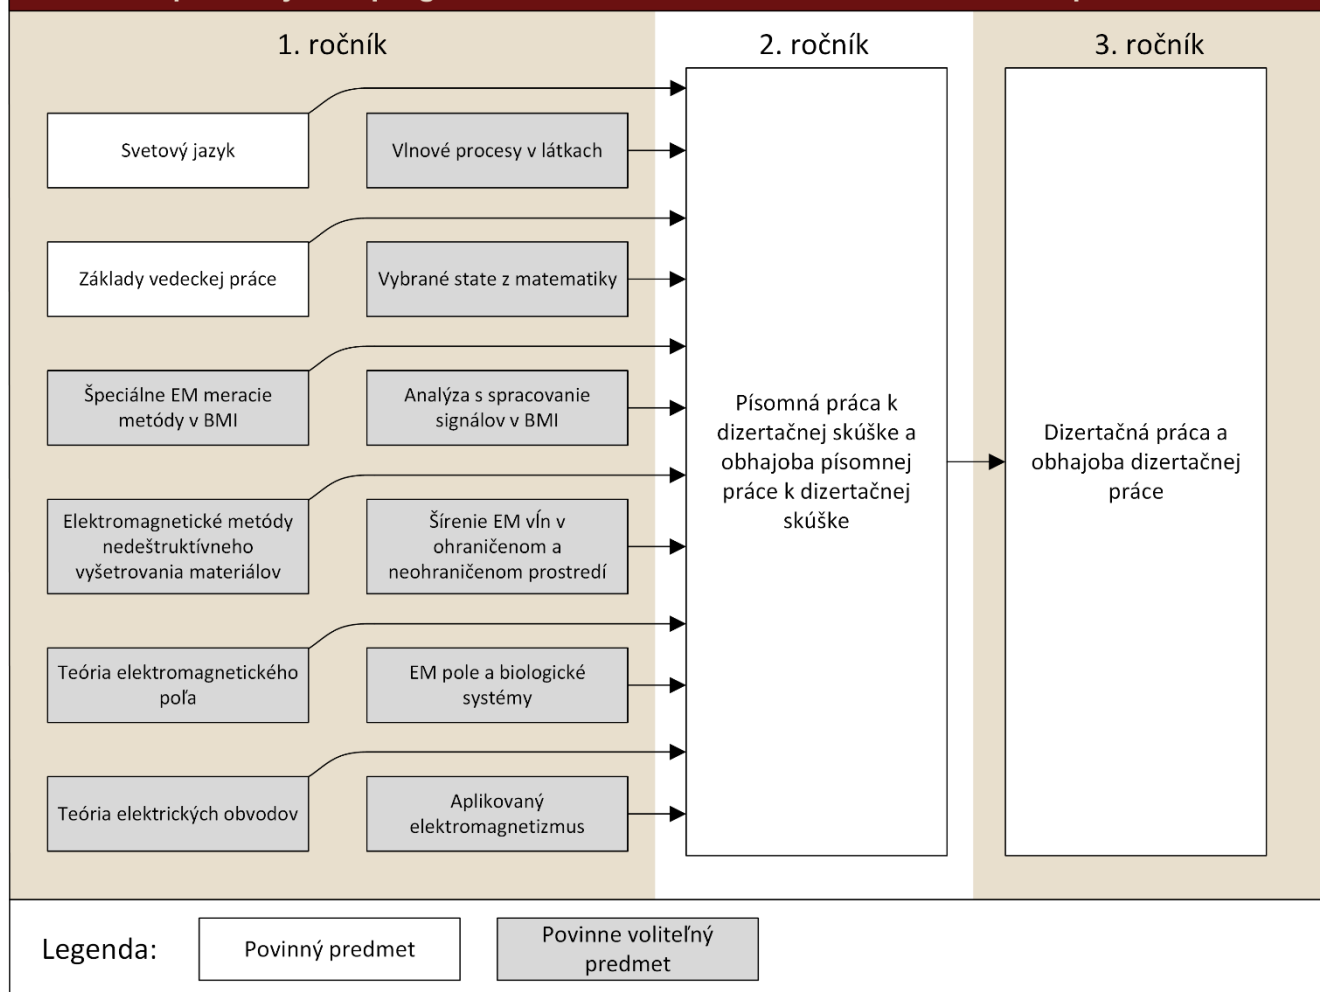 1. ročník
2. ročník
3. ročník
Svetový jazyk
Vlnové procesy v látkach
Základy vedeckej práce
Vybrané state z matematiky
Špeciálne EM meracie
metódy v BMI
Analýza s spracovanie
signálov v BMI
Elektromagnetické metódy
nedeštruktívneho
vyšetrovania materiálov
Šírenie EM vĺn v
ohraničenom a
neohraničenom prostredí
Teória elektromagnetického
poľa
EM pole a biologické
systémy
Teória elektrických obvodov
Aplikovaný
elektromagnetizmus
Písomná práca k
dizertačnej skúške a
obhajoba písomnej
práce k dizertačnej
skúške
Dizertačná práca a
obhajoba dizertačnej
práce
Legenda:
Povinný predmet
Povinne voliteľný
predmet